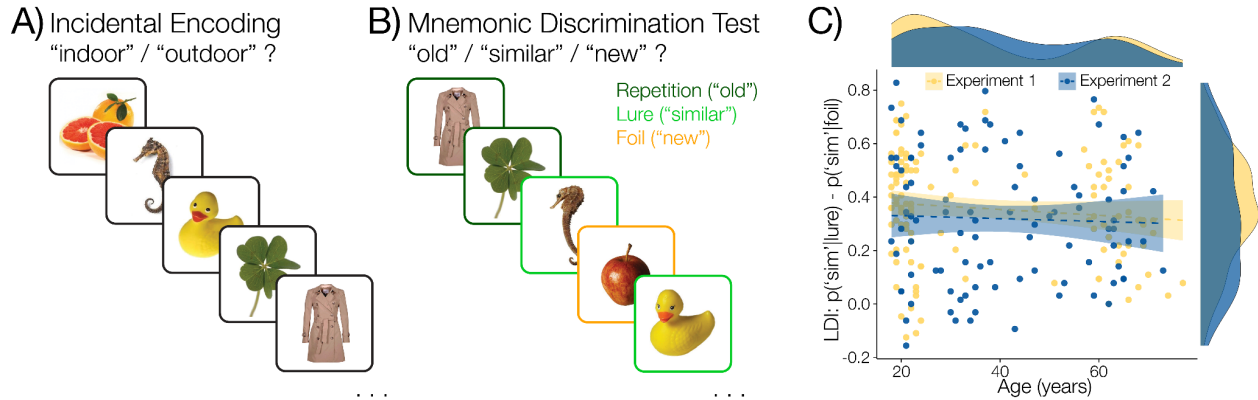 A) Incidental Encoding
“indoor” / “outdoor” ?
B) Mnemonic Discrimination Test
“old” / “similar” / “new” ?
Repetition (“old”)
Lure (“similar”)
Foil (“new”)
. . .
. . .
C)
Experiment 1
Experiment 2
LDI: p(‘sim’|lure) - p(‘sim’|foil)
0.8
0.6
0.4
0.2
0.0
-0.2
20
40
60
Age (years)